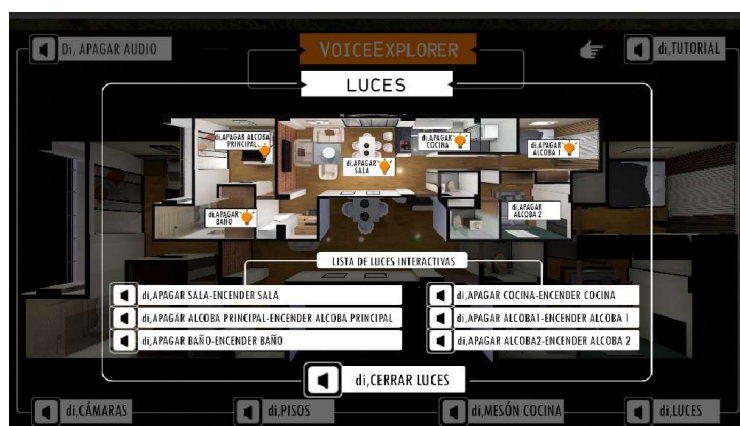 Di, APAGAR AUDIO
VOICEEXPLORER
di,TUTORIAL
LUCES
di,APAGAR ALCOBA
PRINCIPAL
di,APAGAR
COCINA
di,APAGAR
ALCOBA 1
di,APAGAR
SALA
di,APAGAR
BAÑO
di,APAGAR
ALCOBA 2
LISTA DE LUCES INTERACTIVAS
di,APAGAR SALA-ENCENDER SALA
di,APAGAR COCINA-ENCENDER COCINA
di,APAGAR ALCOBA PRINCIPAL-ENCENDER ALCOBA PRINCIPAL
di,APAGAR ALCOBA1-ENCENDER ALCOBA 1
di,APAGAR BAÑO-ENCENDER BAÑO
di,APAGAR ALCOBA2-ENCENDER ALCOBA 2
di,CERRAR LUCES
di,CÁMARAS
di,PISOS
di,MESÓN COCINA
di,LUCES